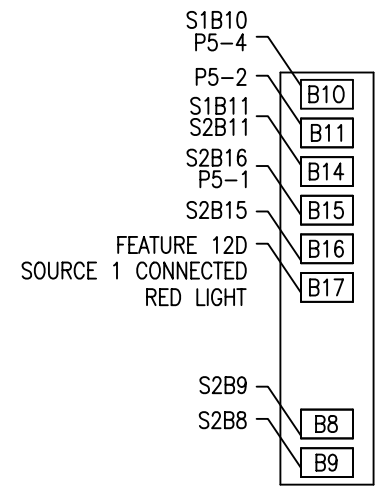 S1B10
P5-4
P5-2
S1B11
S2B11
S2B16
P5-1
S2B15
FEATURE 12D
SOURCE 1 CONNECTED
RED LIGHT
S2B9
S2B8
B10
B11
B14
B15
B16
B17
B8
B9